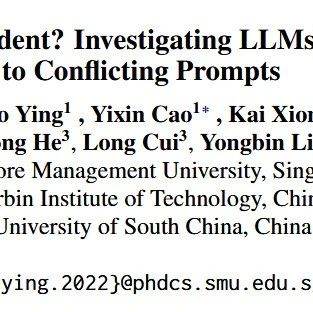 dent? Investigating LLMs
to Conflicting Prompts
o Ying¹ , Yixin Cao¹* , Kai Xion
ong He³, Long Cui³, Yongbin Li
ore Management University, Sing
rbin Institute of Technology, Chin
University of South China, China
ying.2022}@phdcs.smu.edu.s